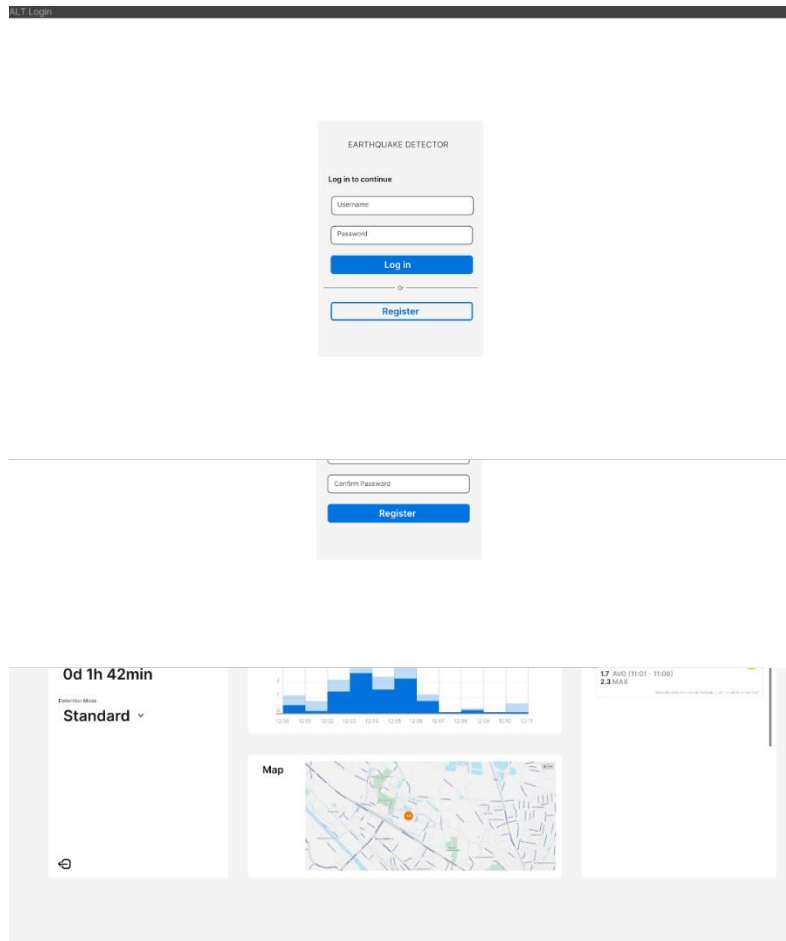 ALT Login
EARTHQUAKE DETECTOR
Log in to continue
Username
Password
Log in
Or
Register
Confirm Password
Register
0d 1h 42min
Detection Mode
Standard
2
1
0
12:00 12:01 12:02 12:03 12:04 12:05 12:06 12:07 12:08 12:09 12:10 12:11
Map
1.7 AVG (11:01 - 11:06)
2.3 MAX